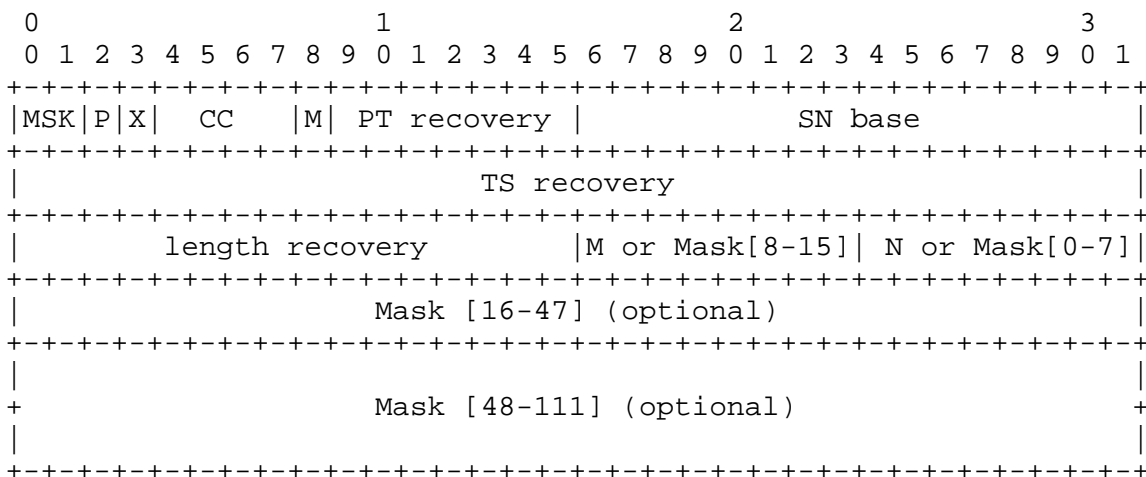 0                   1                   2                   3
 0 1 2 3 4 5 6 7 8 9 0 1 2 3 4 5 6 7 8 9 0 1 2 3 4 5 6 7 8 9 0 1
+-+-+-+-+-+-+-+-+-+-+-+-+-+-+-+-+-+-+-+-+-+-+-+-+-+-+-+-+-+-+-+-+
|MSK|P|X|  CC   |M| PT recovery |            SN base            |
+-+-+-+-+-+-+-+-+-+-+-+-+-+-+-+-+-+-+-+-+-+-+-+-+-+-+-+-+-+-+-+-+
|                          TS recovery                          |
+-+-+-+-+-+-+-+-+-+-+-+-+-+-+-+-+-+-+-+-+-+-+-+-+-+-+-+-+-+-+-+-+
|        length recovery        |M or Mask[8-15]| N or Mask[0-7]|
+-+-+-+-+-+-+-+-+-+-+-+-+-+-+-+-+-+-+-+-+-+-+-+-+-+-+-+-+-+-+-+-+
|                    Mask [16-47] (optional)                    |
+-+-+-+-+-+-+-+-+-+-+-+-+-+-+-+-+-+-+-+-+-+-+-+-+-+-+-+-+-+-+-+-+
|                                                               |
+                    Mask [48-111] (optional)                   +
|                                                               |
+-+-+-+-+-+-+-+-+-+-+-+-+-+-+-+-+-+-+-+-+-+-+-+-+-+-+-+-+-+-+-+-+